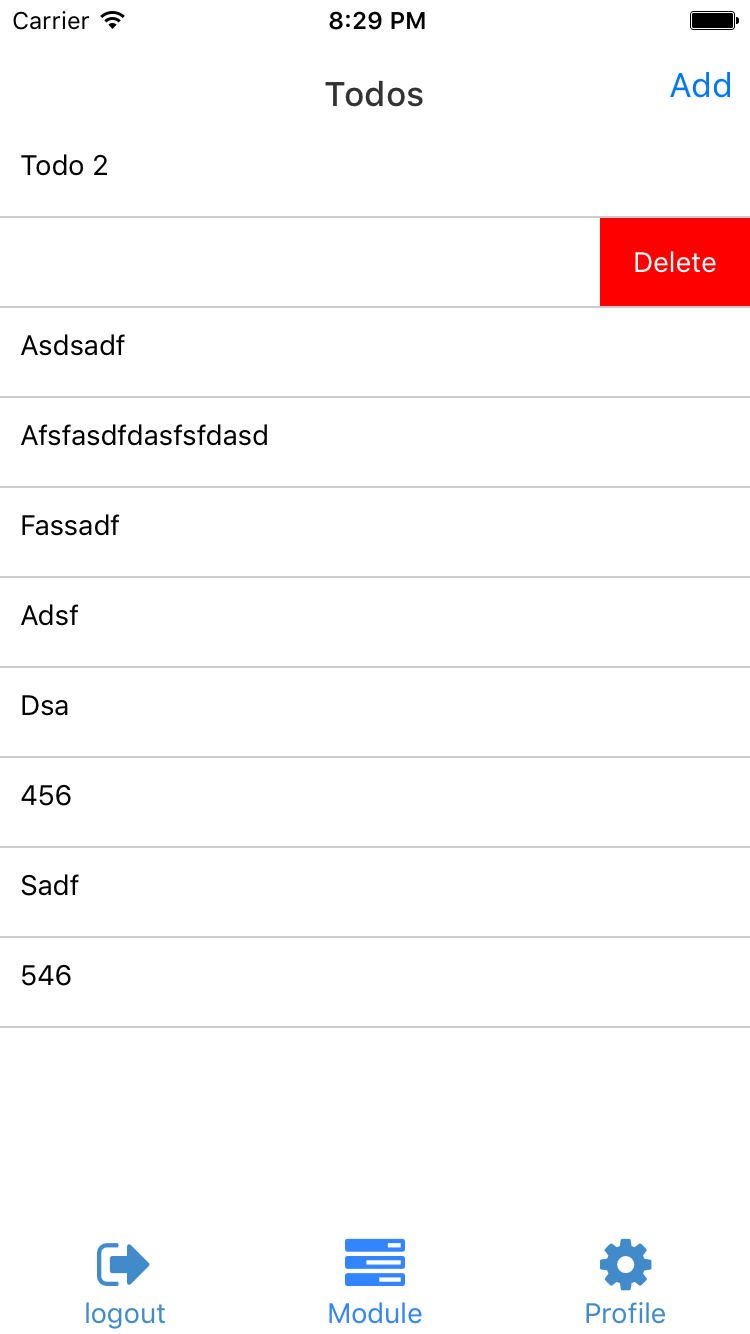 Carrier 8:29 PM
Todos Add
Todo 2
Delete
Asdsadf
Afsfasdfdasfsfdasd
Fassadf
Adsf
Dsa
456
Sadf
546
logout Module Profile